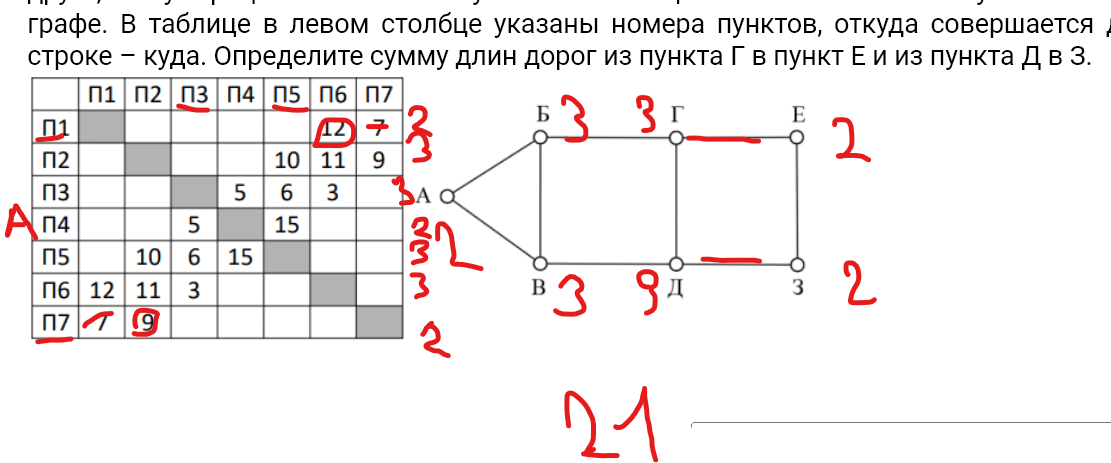 графе. В таблице в левом столбце указаны номера пунктов, откуда совершается
строке – куда. Определите сумму длин дорог из пункта Г в пункт Е и из пункта Д в З.
П1 П2 П3 П4 П5 П6 П7
П1 12 7 2
П2 10 11 9 3
П3 5 6 3 3
А П4 5 15 2
П5 10 6 15 3
П6 12 11 3 3
П7 7 9 2
Б 3 3 Г Е 2
А 2
В 3 Д З 2
21